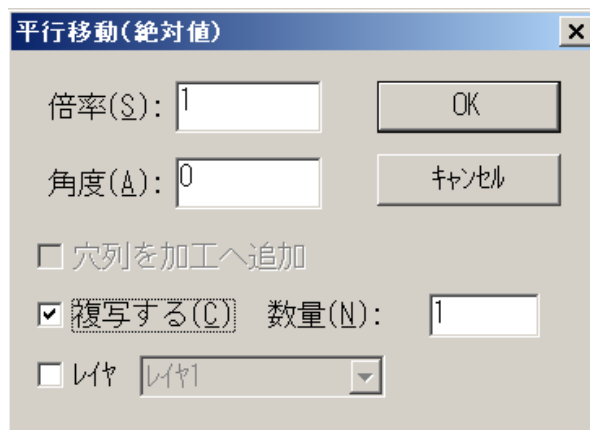 平行移動(絶対値)
倍率(S): 1 OK
角度(A): 0 ｷｬﾝｾﾙ
穴列を加工へ追加
複写する(C) 数量(N): 1
ﾚｲﾔ ﾚｲﾔ1